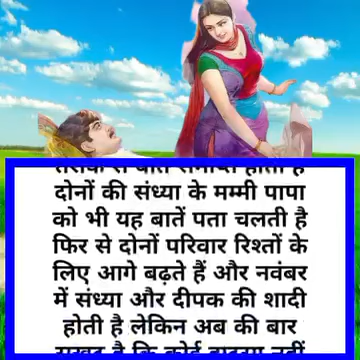 दोनों की संध्या के मम्मी पापा
को भी यह बातें पता चलती है
फिर से दोनों परिवार रिश्तों के
लिए आगे बढ़ते हैं और नवंबर
में संध्या और दीपक की शादी
होती है लेकिन अब की बार